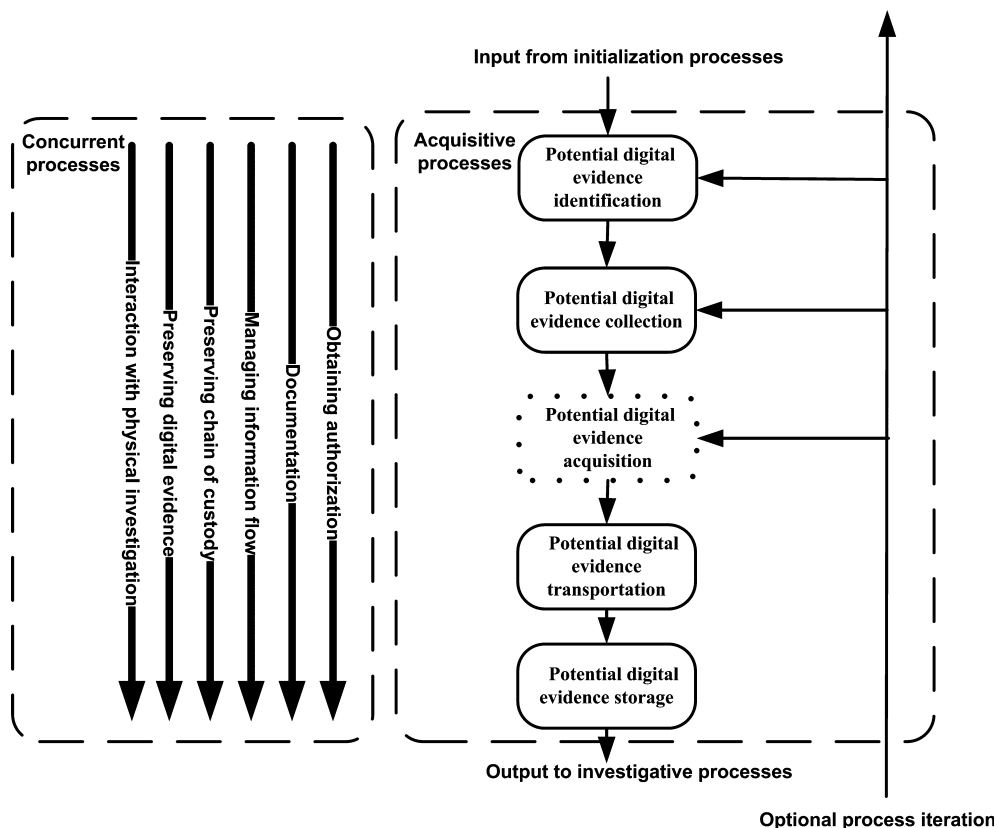 Input from initialization processes
Concurrent
processes
Interaction with physical investigation
Preserving digital evidence
Preserving chain of custody
Managing information flow
Documentation
Obtaining authorization
Acquisitive
processes
Potential digital
evidence
identification
Potential digital
evidence collection
Potential digital
evidence
acquisition
Potential digital
evidence
transportation
Potential digital
evidence storage
Output to investigative processes
Optional process iteration